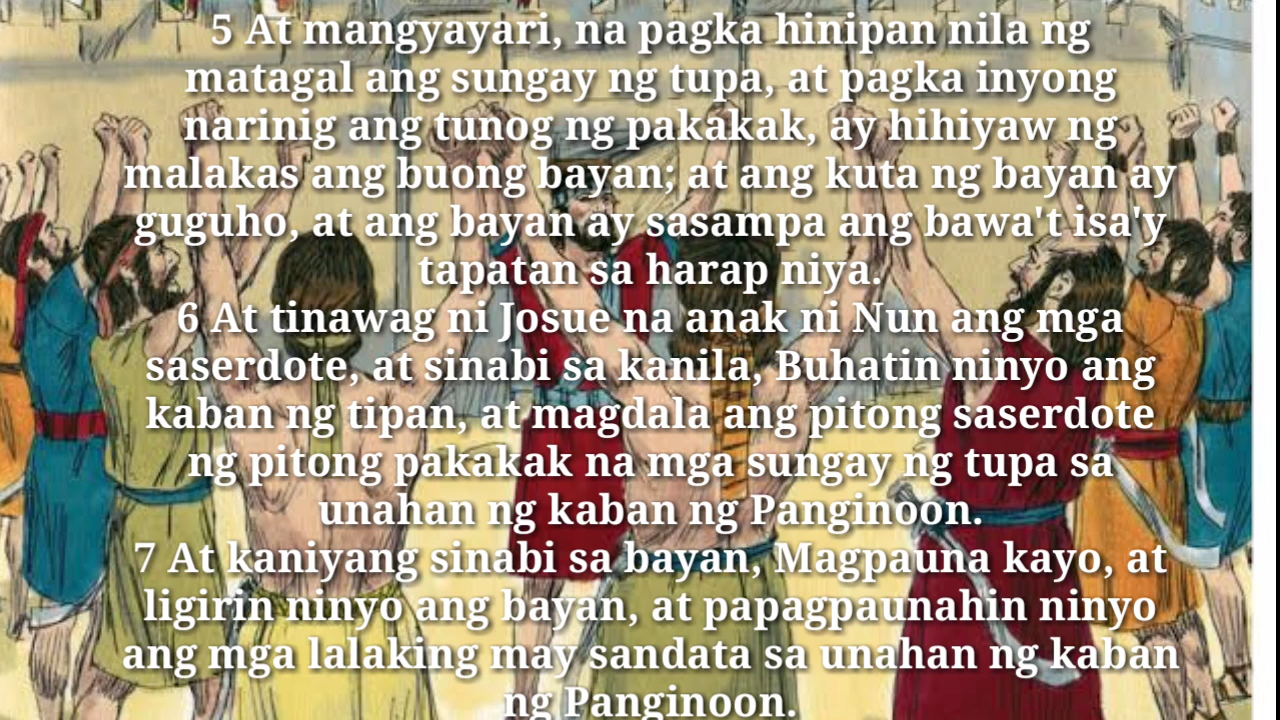 5 At mangyayari, na pagka hinipan nila ng
matagal ang sungay ng tupa, at pagka inyong
narinig ang tunog ng pakakak, ay hihiyaw ng
malakas ang buong bayan; at ang kuta ng bayan ay
guguho, at ang bayan ay sasampa ang bawa't isa'y
tapatan sa harap niya.
6 At tinawag ni Josue na anak ni Nun ang mga
saserdote, at sinabi sa kanila, Buhatin ninyo ang
kaban ng tipan, at magdala ang pitong saserdote
ng pitong pakakak na mga sungay ng tupa sa
unahan ng kaban ng Panginoon.
7 At kaniyang sinabi sa bayan, Magpauna kayo, at
ligirin ninyo ang bayan, at papagpaunahin ninyo
ang mga lalaking may sandata sa unahan ng kaban
ng Panginoon.